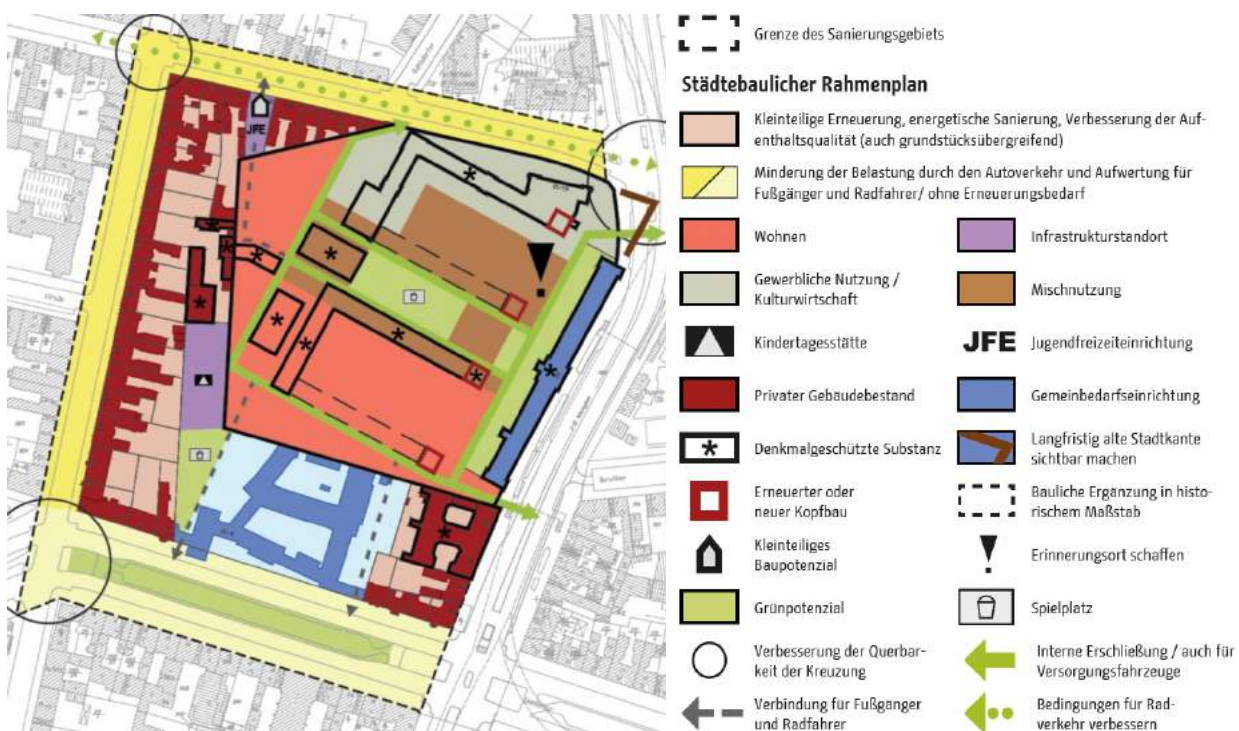 JFE
Grenze des Sanierungsgebiets
Städtebaulicher Rahmenplan
Kleinteilige Erneuerung, energetische Sanierung, Verbesserung der Auf-
enthaltsqualität (auch grundstücksübergreifend)
Minderung der Belastung durch den Autoverkehr und Aufwertung für
Fußgänger und Radfahrer/ ohne Erneuerungsbedarf
Wohnen
Infrastrukturstandort
Gewerbliche Nutzung /
Kulturwirtschaft
Mischnutzung
Kindertagesstätte
JFE Jugendfreizeiteinrichtung
Privater Gebäudebestand
Gemeinbedarfseinrichtung
Denkmalgeschützte Substanz
Langfristig alte Stadtkante
sichtbar machen
Erneuerter oder
neuer Kopfbau
Bauliche Ergänzung in histo-
rischem Maßstab
Kleinteiliges
Baupotenzial
Erinnerungsort schaffen
Grünpotenzial
Spielplatz
Verbesserung der Querbar-
keit der Kreuzung
Interne Erschließung / auch für
Versorgungsfahrzeuge
Verbindung für Fußgänger
und Radfahrer
Bedingungen für Rad-
verkehr verbessern